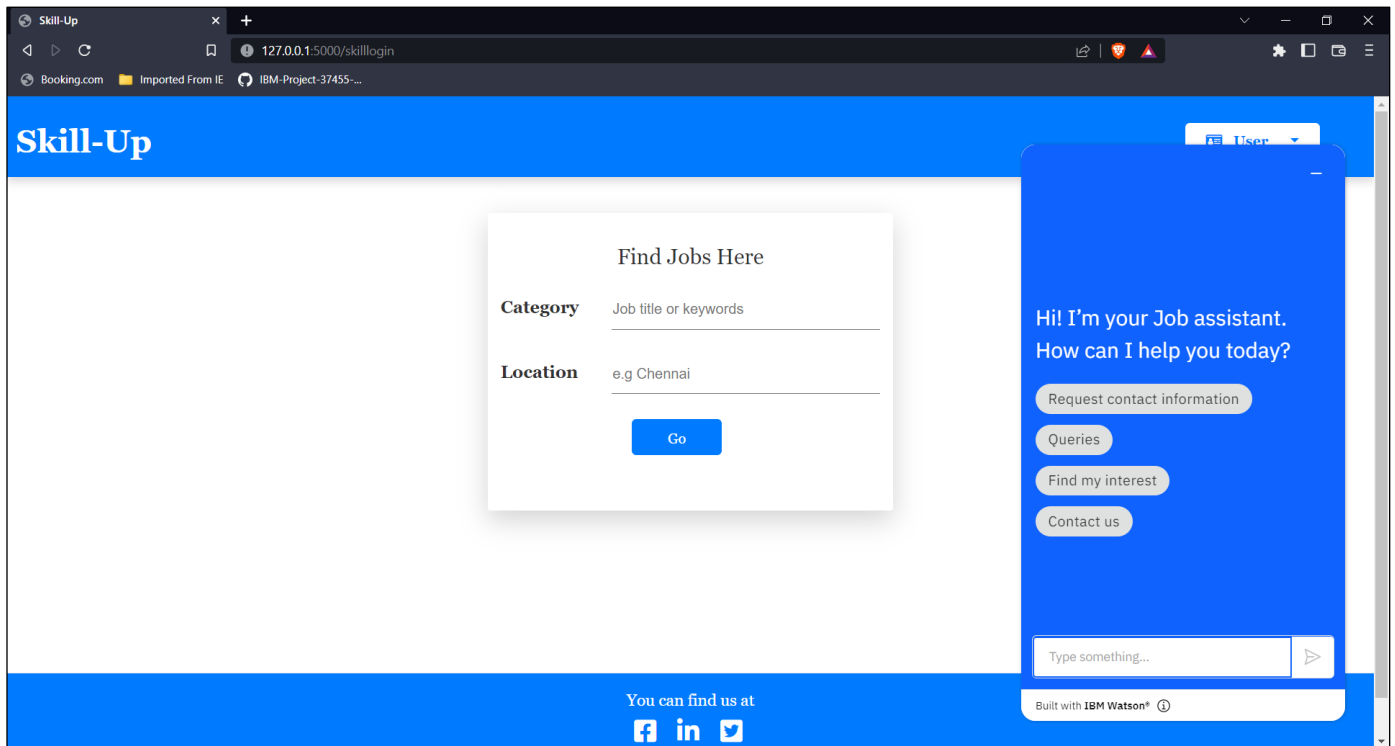 Skill-Up
127.0.0.1:5000/skilllogin
Booking.com Imported From IE IBM-Project-37455-...
Skill-Up
User
Find Jobs Here
Category Job title or keywords
Location e.g Chennai
Go
Hi! I'm your Job assistant.
How can I help you today?
Request contact information
Queries
Find my interest
Contact us
Type something...
Built with IBM Watson®
You can find us at